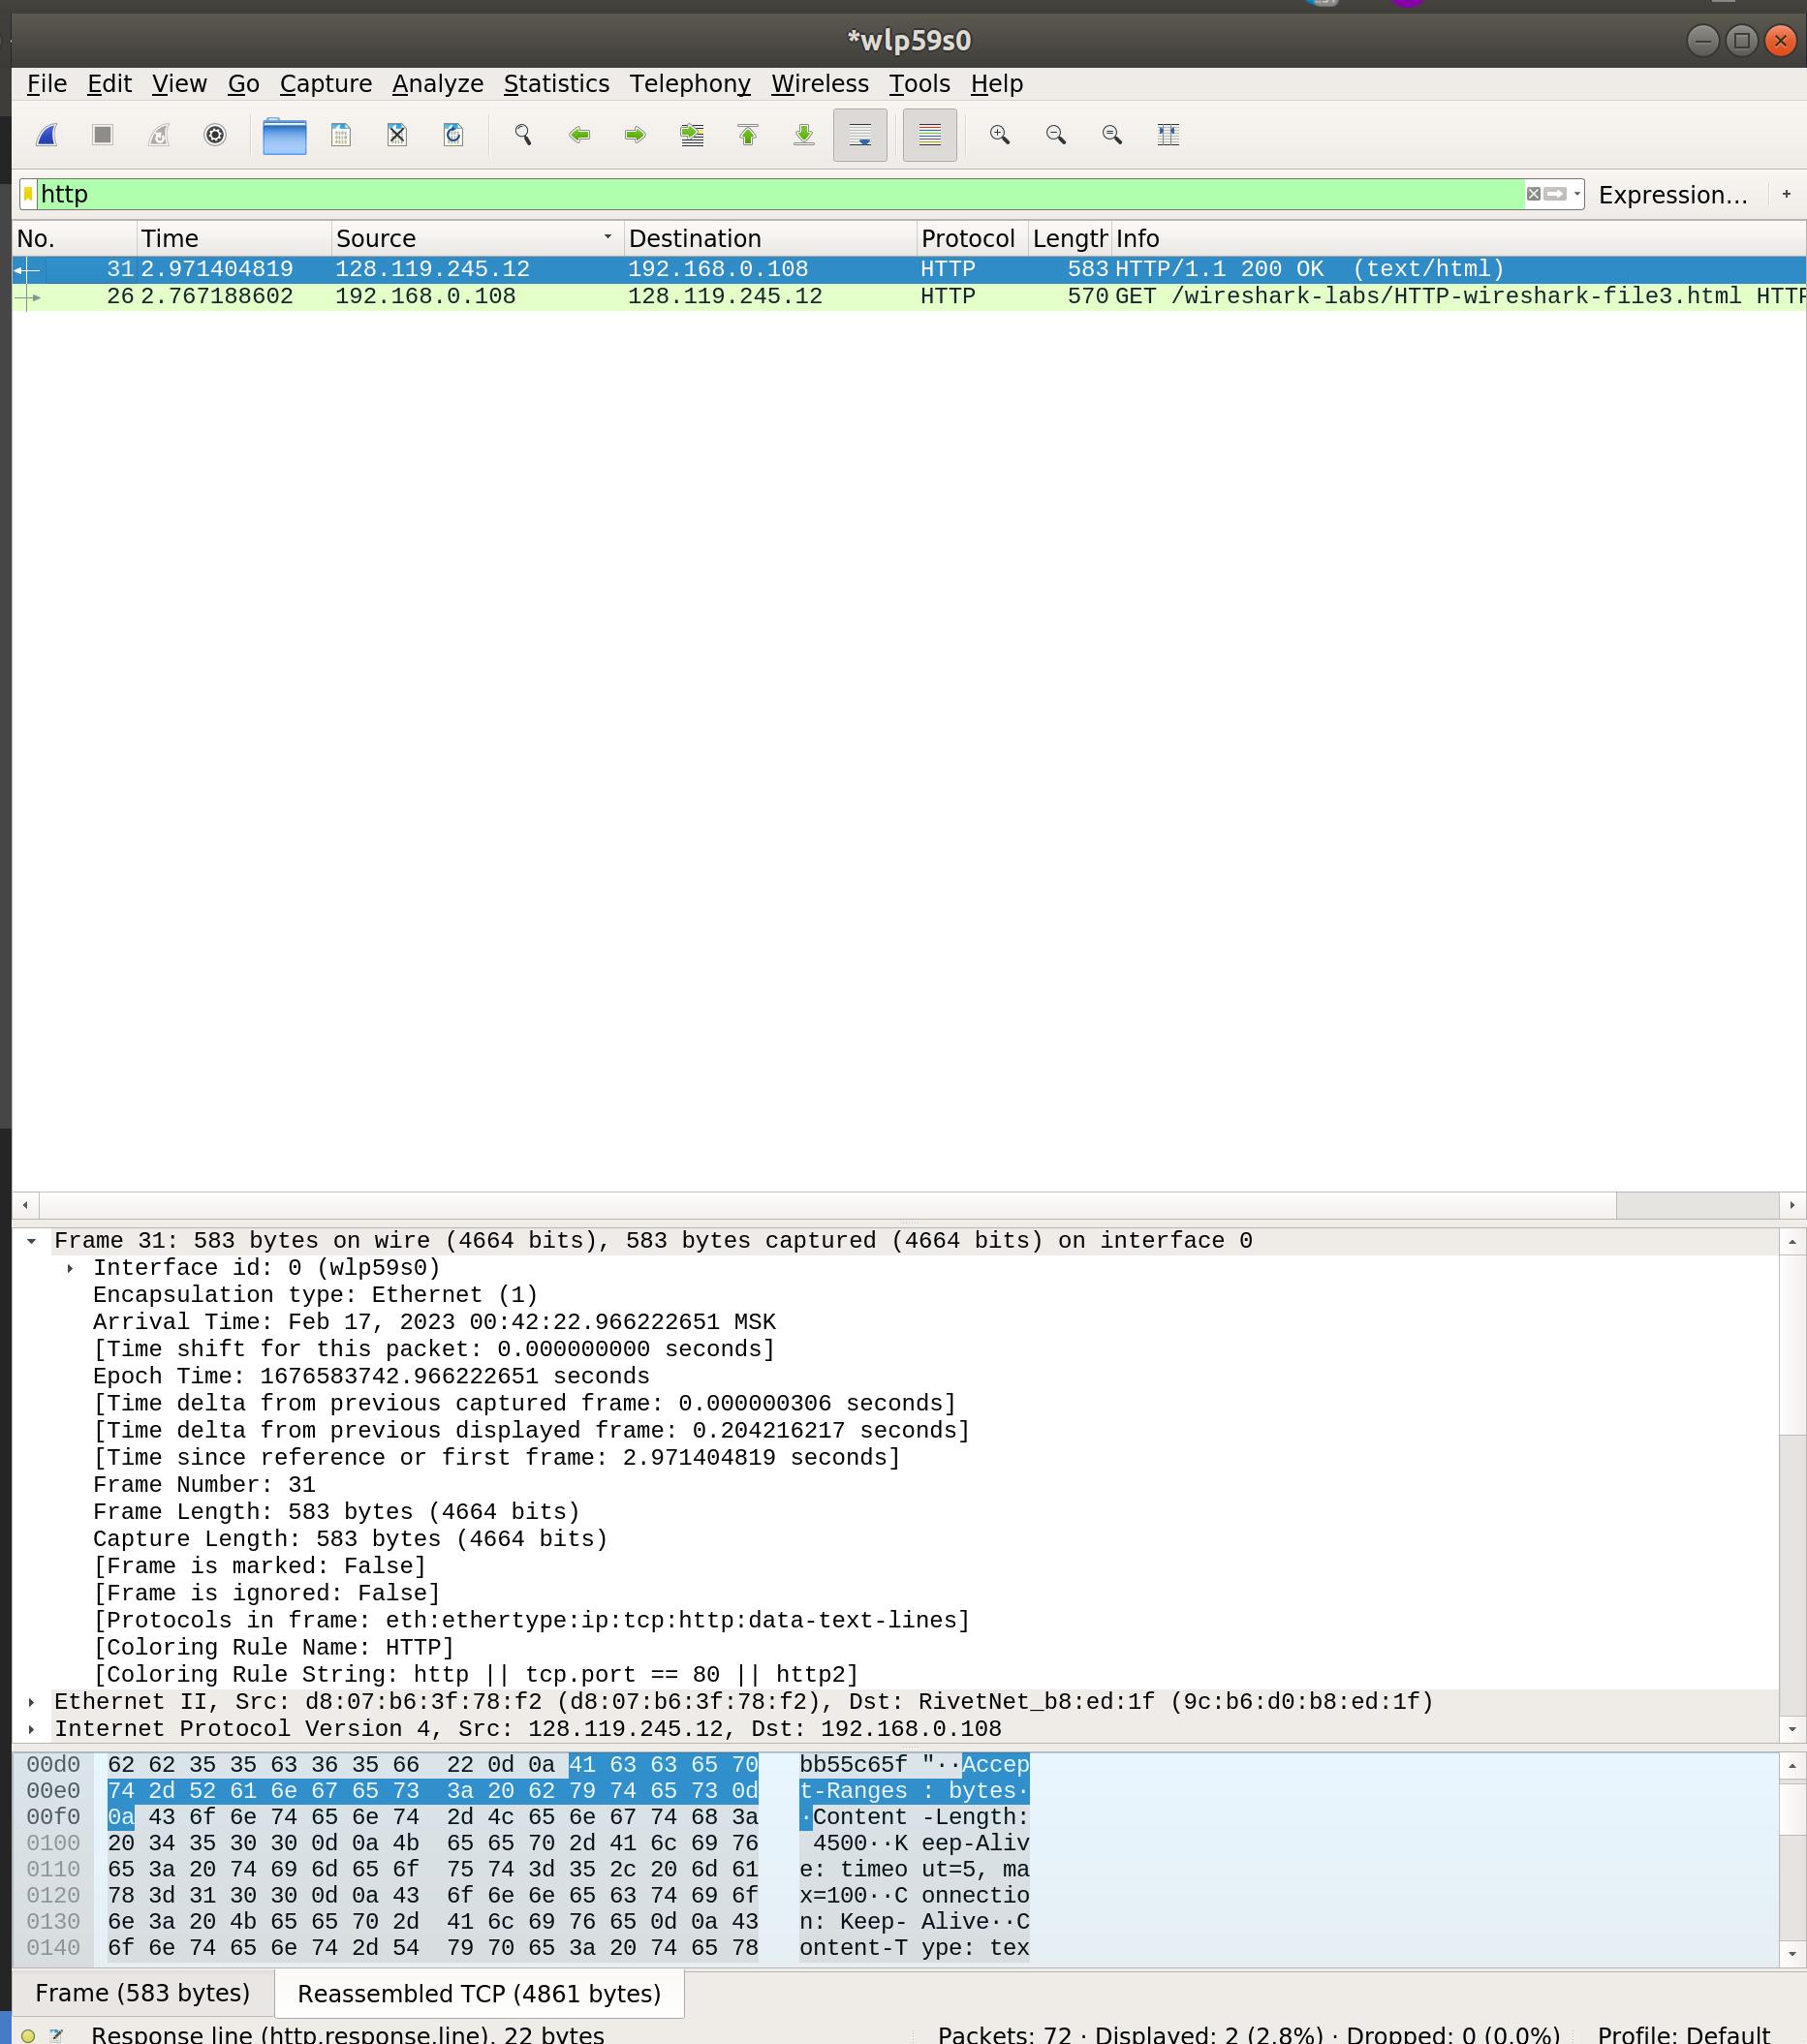 *wlp59s0
File Edit View Go Capture Analyze Statistics Telephony Wireless Tools Help
http Expression… +
No. Time Source Destination Protocol Length Info
31 2.971404819 128.119.245.12 192.168.0.108 HTTP 583 HTTP/1.1 200 OK (text/html)
26 2.767188602 192.168.0.108 128.119.245.12 HTTP 570 GET /wireshark-labs/HTTP-wireshark-file3.html HTTP
Frame 31: 583 bytes on wire (4664 bits), 583 bytes captured (4664 bits) on interface 0
Interface id: 0 (wlp59s0)
Encapsulation type: Ethernet (1)
Arrival Time: Feb 17, 2023 00:42:22.966222651 MSK
[Time shift for this packet: 0.000000000 seconds]
Epoch Time: 1676583742.966222651 seconds
[Time delta from previous captured frame: 0.000000306 seconds]
[Time delta from previous displayed frame: 0.204216217 seconds]
[Time since reference or first frame: 2.971404819 seconds]
Frame Number: 31
Frame Length: 583 bytes (4664 bits)
Capture Length: 583 bytes (4664 bits)
[Frame is marked: False]
[Frame is ignored: False]
[Protocols in frame: eth:ethertype:ip:tcp:http:data-text-lines]
[Coloring Rule Name: HTTP]
[Coloring Rule String: http || tcp.port == 80 || http2]
Ethernet II, Src: d8:07:b6:3f:78:f2 (d8:07:b6:3f:78:f2), Dst: RivetNet_b8:ed:1f (9c:b6:d0:b8:ed:1f)
Internet Protocol Version 4, Src: 128.119.245.12, Dst: 192.168.0.108
00d0 62 62 35 35 63 36 35 66 22 0d 0a 41 63 63 65 70 bb55c65f "··Accep
00e0 74 2d 52 61 6e 67 65 73 3a 20 62 79 74 65 73 0d t-Ranges : bytes·
00f0 0a 43 6f 6e 74 65 6e 74 2d 4c 65 6e 67 74 68 3a ·Content -Length:
0100 20 34 35 30 30 0d 0a 4b 65 65 70 2d 41 6c 69 76 4500··K eep-Aliv
0110 65 3a 20 74 69 6d 65 6f 75 74 3d 35 2c 20 6d 61 e: timeo ut=5, ma
0120 78 3d 31 30 30 0d 0a 43 6f 6e 6e 65 63 74 69 6f x=100··C onnectio
0130 6e 3a 20 4b 65 65 70 2d 41 6c 69 76 65 0d 0a 43 n: Keep- Alive··C
0140 6f 6e 74 65 6e 74 2d 54 79 70 65 3a 20 74 65 78 ontent-T ype: tex
Frame (583 bytes) Reassembled TCP (4861 bytes)
Response line (http.response.line), 22 bytes Packets: 72 · Displayed: 2 (2.8%) · Dropped: 0 (0.0%) Profile: Default